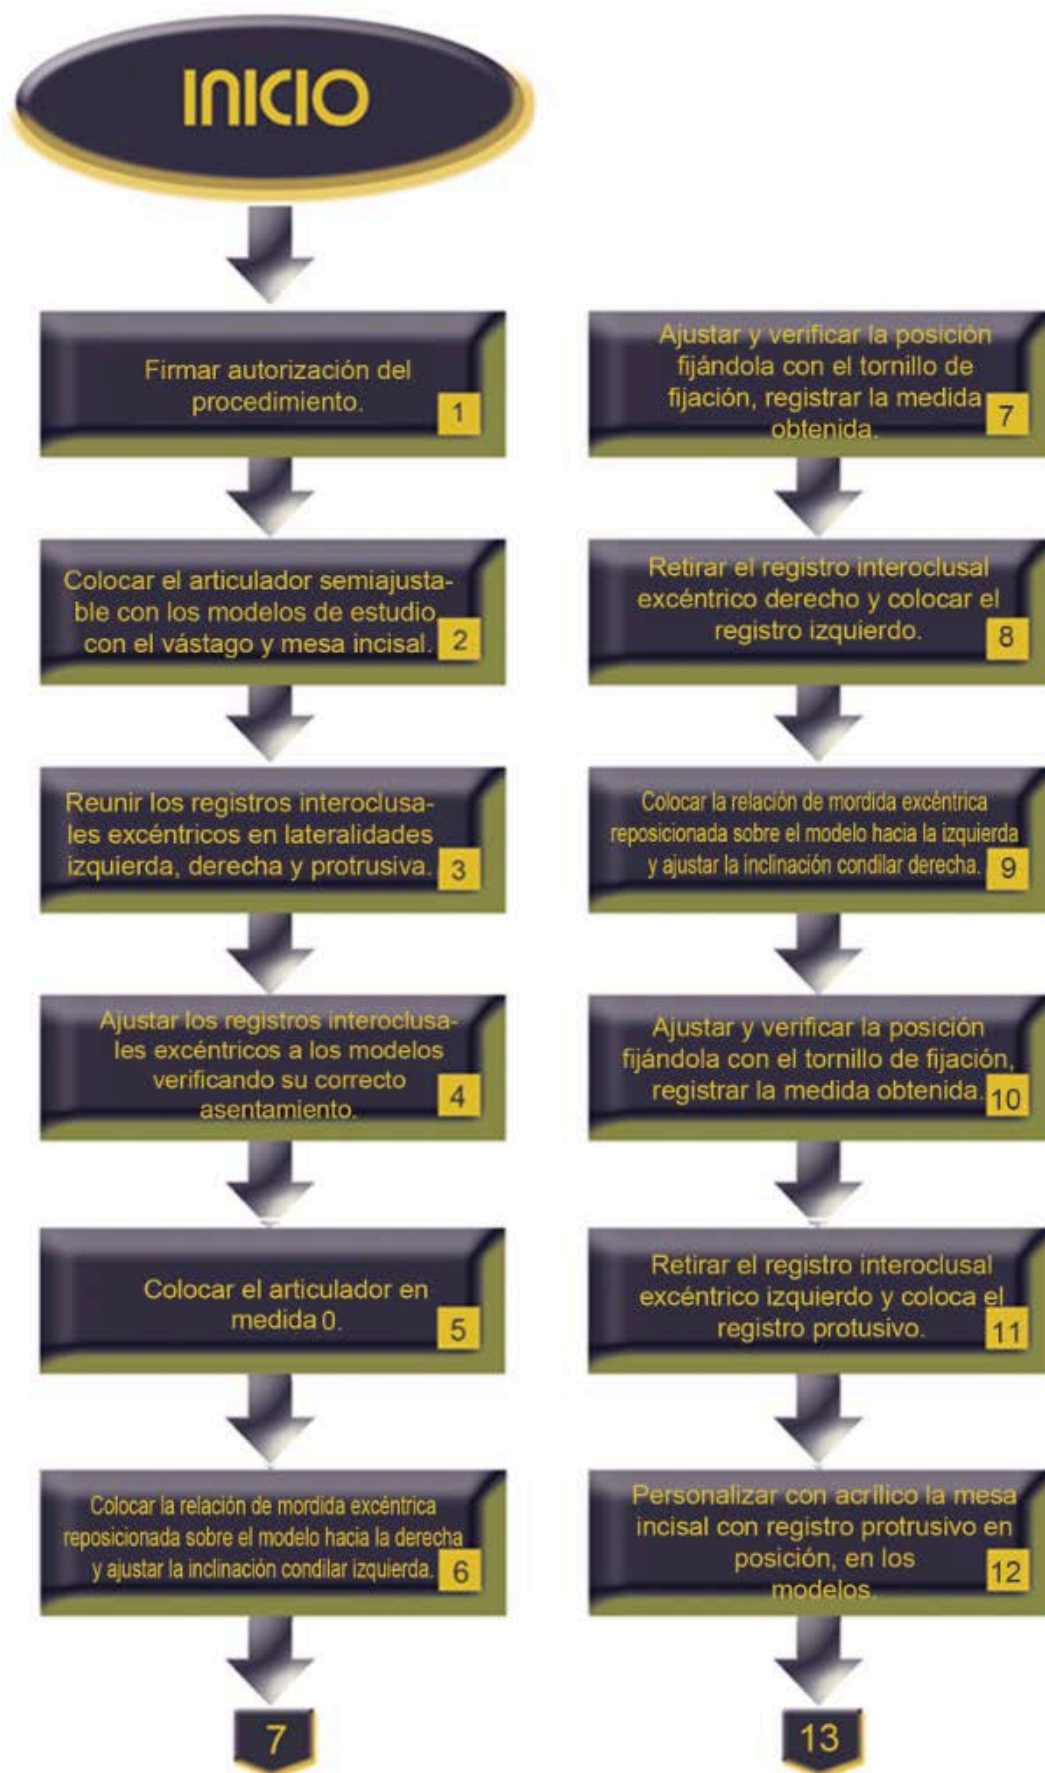 INICIO
Firmar autorización del
procedimiento.
1
Colocar el articulador semiajusta-
ble con los modelos de estudio
con el vástago y mesa incisal.
2
Reunir los registros interoclusa-
les excéntricos en lateralidades
izquierda, derecha y protrusiva.
3
Ajustar los registros interoclusa-
les excéntricos a los modelos
verificando su correcto
asentamiento.
4
Colocar el articulador en
medida 0.
5
Colocar la relación de mordida excéntrica
reposicionada sobre el modelo hacia la derecha
y ajustar la inclinación condilar izquierda.
6
7
Ajustar y verificar la posición
fijándola con el tornillo de
fijación, registrar la medida
obtenida.
7
Retirar el registro interoclusal
excéntrico derecho y colocar el
registro izquierdo.
8
Colocar la relación de mordida excéntrica
reposicionada sobre el modelo hacia la izquierda
y ajustar la inclinación condilar derecha.
9
Ajustar y verificar la posición
fijándola con el tornillo de fijación,
registrar la medida obtenida.
10
Retirar el registro interoclusal
excéntrico izquierdo y coloca el
registro protusivo.
11
Personalizar con acrílico la mesa
incisal con registro protrusivo en
posición, en los
modelos.
12
13